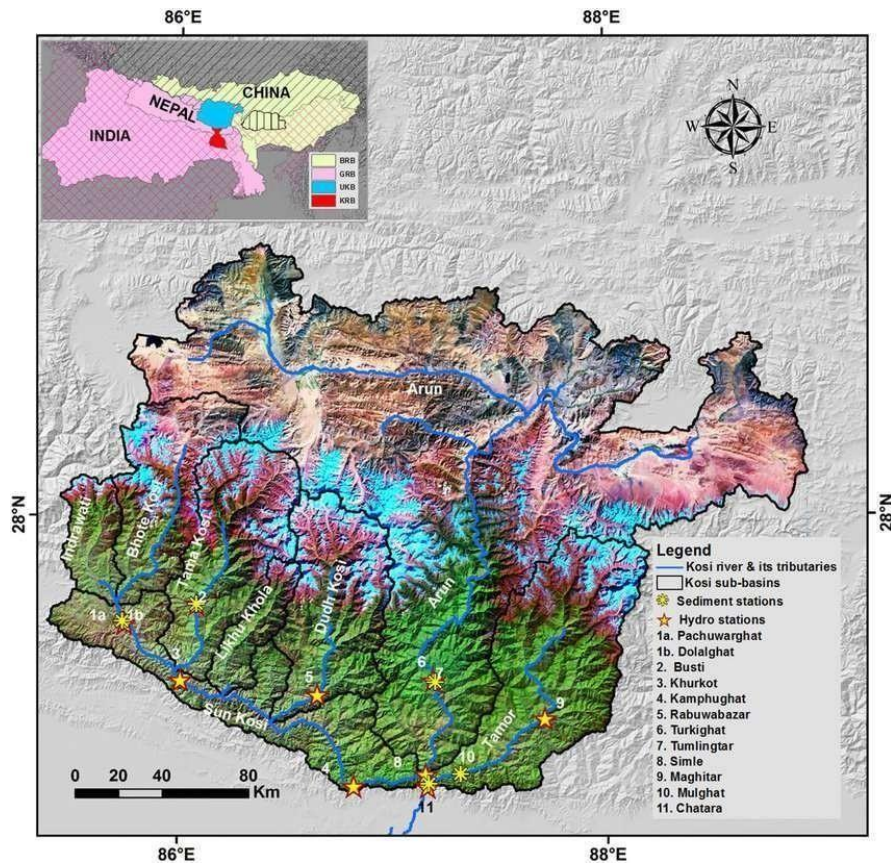 86°E 88°E
CHINA
NEPAL
INDIA
BRB
GRB
UKB
KRB
N
W E
S
Arun
28°N 28°N
Indrawati
Bhote Kosi
Tama Kosi
Likhu Khola
Dudh Kosi
Arun
1a 1b
2
3
Sun Kosi
5
6
7
9
Tamor
10
4
8
11
0 20 40 80
Km
Legend
Kosi river & its tributaries
Kosi sub-basins
Sediment stations
Hydro stations
1a. Pachuwarghat
1b. Dolalghat
2. Busti
3. Khurkot
4. Kamphughat
5. Rabuwabazar
6. Turkighat
7. Tumlingtar
8. Simle
9. Maghitar
10. Mulghat
11. Chatara
86°E 88°E